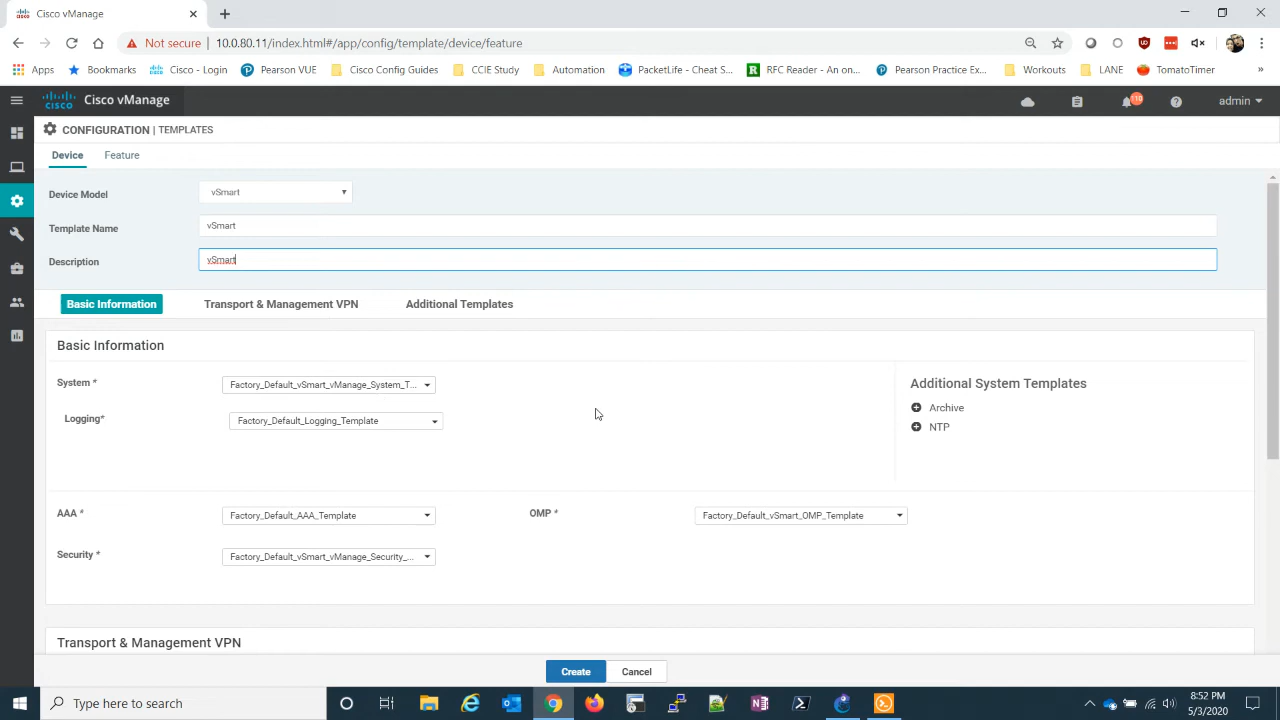 Cisco vManage
Not secure
10.0.80.11/index.html#/app/config/template/device/feature
Apps
Bookmarks
Cisco - Login
Pearson VUE
Cisco Config Guides
CCIE Study
Automation
PacketLife - Cheat S...
RFC Reader - An on...
Pearson Practice Ex...
Workouts
LANE
TomatoTimer
»
CISCO
Cisco vManage
110
admin
CONFIGURATION | TEMPLATES
Device
Feature
Device Model
vSmart
Template Name
vSmart
Description
vSmart
Basic Information
Transport & Management VPN
Additional Templates
Basic Information
System *
Factory_Default_vSmart_vManage_System_T...
Additional System Templates
Archive
Logging*
Factory_Default_Logging_Template
NTP
AAA *
Factory_Default_AAA_Template
OMP *
Factory_Default_vSmart_OMP_Template
Security *
Factory_Default_vSmart_vManage_Security_...
Transport & Management VPN
Create
Cancel
Type here to search
8:52 PM
5/3/2020